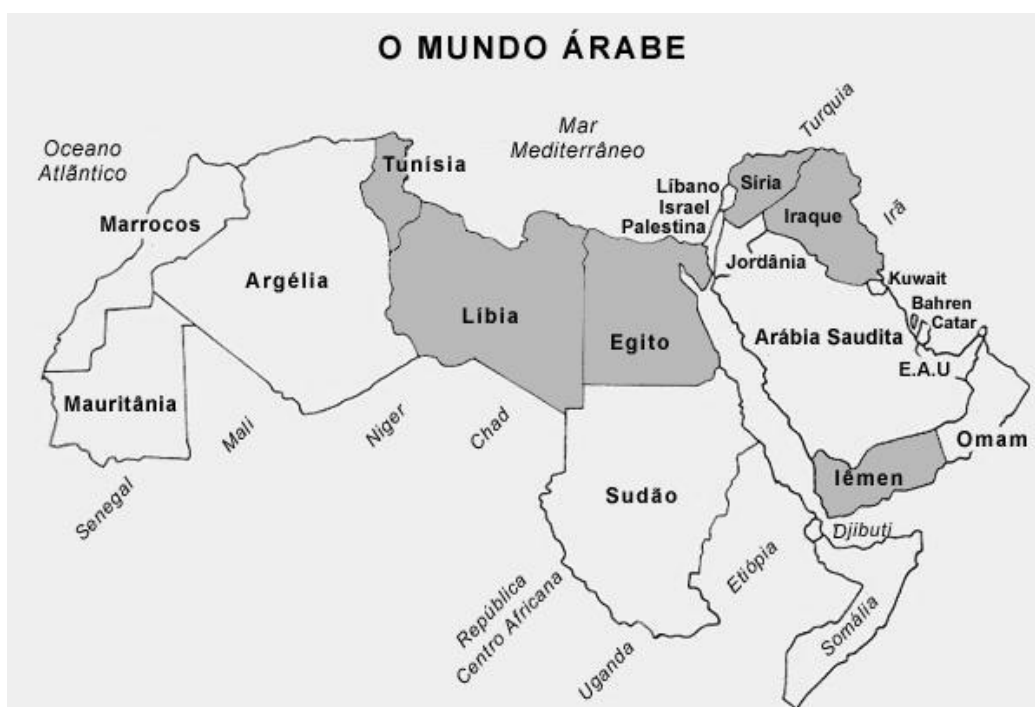 O MUNDO ÁRABE
Oceano
Atlântico
Mar
Mediterrâneo
Turquia
Tunísia
Marrocos
Argélia
Líbia
Egito
Líbano
Israel
Palestina
Síria
Iraque
Irã
Jordânia
Kuwait
Bahren
Catar
Arábia Saudita
E.A.U
Mauritânia
Mali
Niger
Chad
Senegal
Sudão
Omam
Iêmen
Djibuti
Etiópia
República
Centro Africana
Uganda
Somália